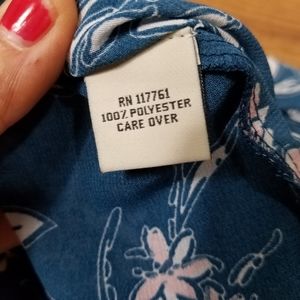 RN 117761
100% POLYESTER
CARE OVER